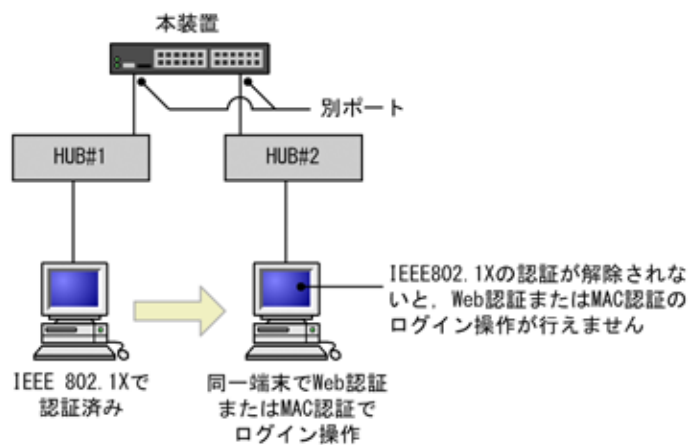 本装置
別ポート
HUB#1
HUB#2
IEEE802.1Xの認証が解除されな
いと，Web認証またはMAC認証の
ログイン操作が行えません
IEEE 802.1Xで
認証済み
同一端末でWeb認証
またはMAC認証で
ログイン操作